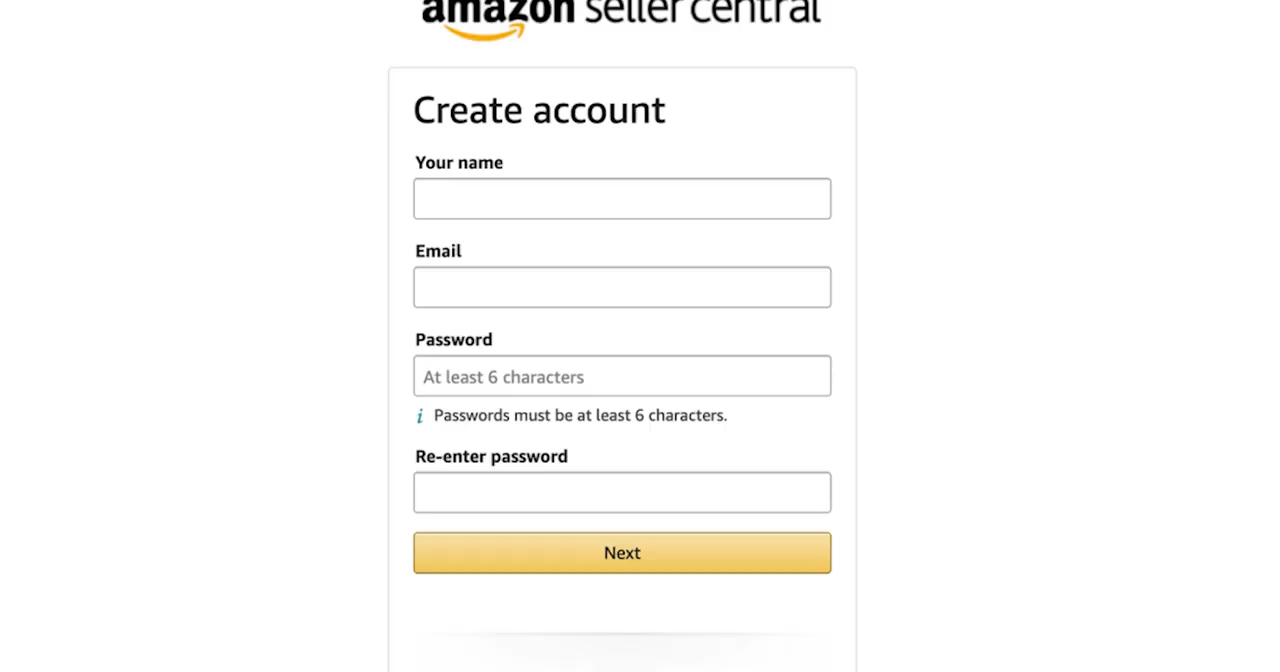 amazon seller central
Create account
Your name
Email
Password
At least 6 characters
i Passwords must be at least 6 characters.
Re-enter password
Next